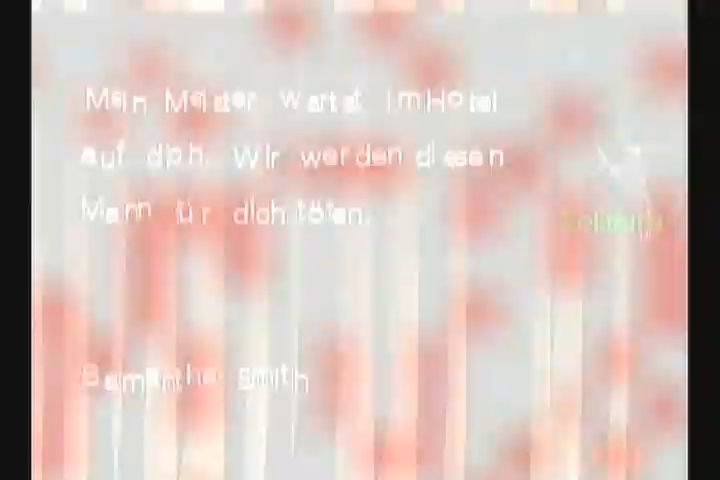 Mein Meister wartet im Hotel
auf dich. Wir werden diesen
Mann für dich töten.
Samantha Smith